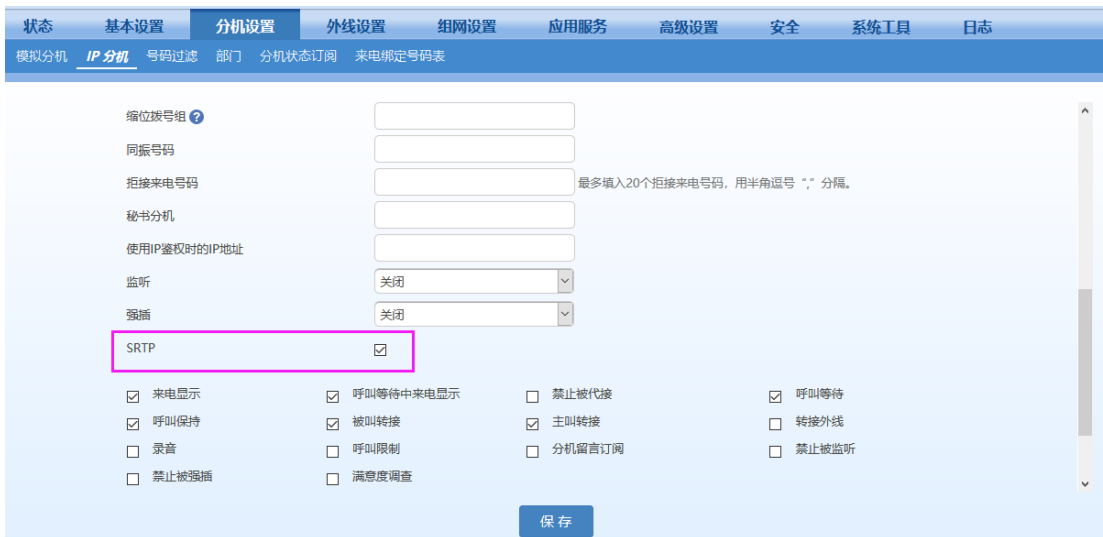 状态 基本设置 分机设置 外线设置 组网设置 应用服务 高级设置 安全 系统工具 日志
模拟分机 IP 分机 号码过滤 部门 分机状态订阅 来电绑定号码表
缩位拨号组 ?
同振号码
拒接来电号码 最多填入20个拒接来电号码，用半角逗号“,”分隔。
秘书分机
使用IP鉴权时的IP地址
监听 关闭
强插 关闭
SRTP
来电显示 呼叫等待中来电显示 禁止被代接 呼叫等待
呼叫保持 被叫转接 主叫转接 转接外线
录音 呼叫限制 分机留言订阅 禁止被监听
禁止被强插 满意度调查
保存